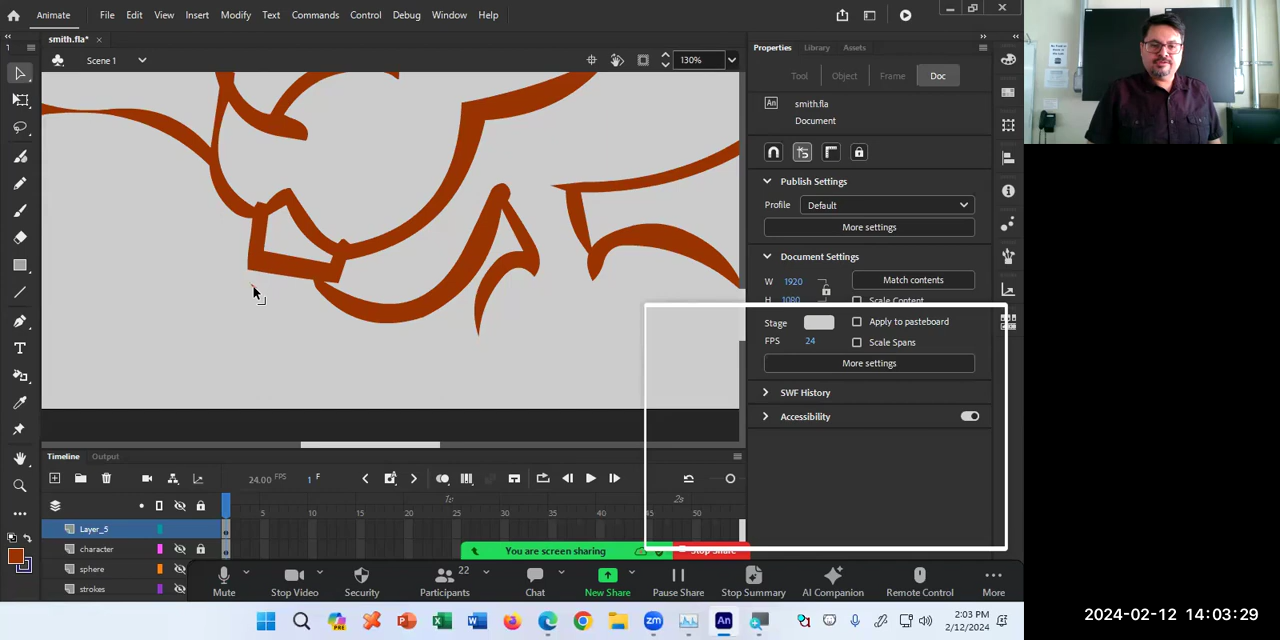 Animate File Edit View Insert Modify Text Commands Control Debug Window Help
smith.fla*
Scene 1
130%
Properties Library Assets
Tool Object Frame Doc
An smith.fla
Document
Publish Settings
Profile Default
More settings
Document Settings
W 1920 Match contents
H 1080 Scale Content
Stage Apply to pasteboard
FPS 24 Scale Spans
More settings
SWF History
Accessibility
Timeline Output
24.00 FPS 1 F
1s 2s
5 10 15 20 25 30 35 40 45 50
Layer_5
character
sphere
strokes
You are screen sharing Stop Share
22
Mute Stop Video Security Participants Chat New Share Pause Share Stop Summary AI Companion Remote Control More
2:03 PM
2/12/2024
2024-02-12 14:03:29